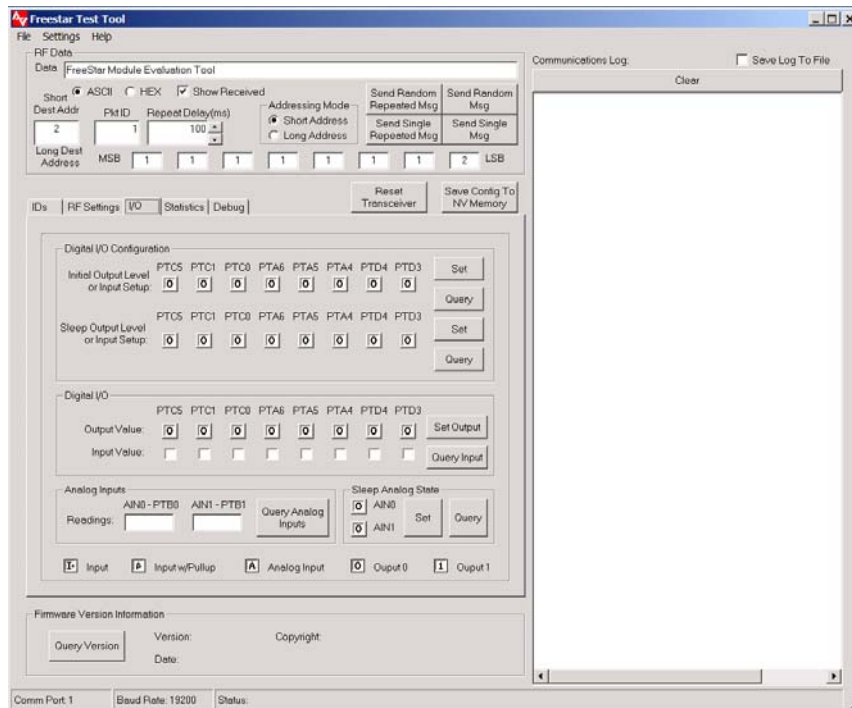 Freestar Test Tool
File Settings Help
RF Data
Data FreeStar Module Evaluation Tool
ASCII HEX Show Received
Short Dest Addr
2
Pkt ID
1
Repeat Delay(ms)
100
Addressing Mode
Short Address
Long Address
Send Random Repeated Msg
Send Random Msg
Send Single Repeated Msg
Send Single Msg
Long Dest Address MSB 1 1 1 1 1 1 1 2 LSB
Reset Transceiver
Save Config To NV Memory
IDs RF Settings I/O Statistics Debug
Digital I/O Configuration
PTC5 PTC1 PTC0 PTA6 PTA5 PTA4 PTD4 PTD3
Initial Output Level or Input Setup: 0 0 0 0 0 0 0 0
Set
Query
PTC5 PTC1 PTC0 PTA6 PTA5 PTA4 PTD4 PTD3
Sleep Output Level or Input Setup: 0 0 0 0 0 0 0 0
Set
Query
Digital I/O
PTC5 PTC1 PTC0 PTA6 PTA5 PTA4 PTD4 PTD3
Output Value: 0 0 0 0 0 0 0 0 Set Output
Input Value: Query Input
Analog Inputs
AIN0 - PTB0 AIN1 - PTB1
Readings:
Query Analog Inputs
Sleep Analog State
0 AIN0
0 AIN1
Set
Query
I Input P Input w/Pullup A Analog Input 0 Ouput 0 1 Ouput 1
Firmware Version Information
Query Version
Version: Copyright:
Date:
Communications Log: Save Log To File
Clear
Comm Port: 1 Baud Rate: 19200 Status: